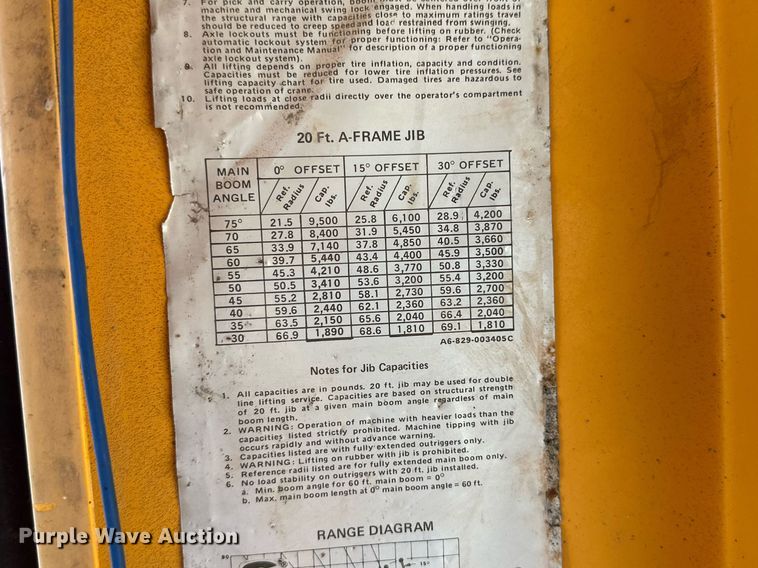 7. For pick and carry operation, boom must be centered over front of
machine and mechanical swing lock engaged. When handling loads in
the structural range with capacities close to maximum ratings travel
should be reduced to creep speed and load restrained from swinging.
8. Axle lockouts must be functioning before lifting on rubber. (Check
automatic lockout system for proper functioning: Refer to "Opera-
tion and Maintenance Manual" for description of a proper functioning
axle lockout system).
9. All lifting depends on proper tire inflation, capacity and condition.
Capacities must be reduced for lower tire inflation pressures. See
lifting capacity chart for tire used. Damaged tires are hazardous to
safe operation of crane.
10. Lifting loads at close radii directly over the operator's compartment
is not recommended.
20 Ft. A-FRAME JIB
MAIN BOOM ANGLE 0° OFFSET 15° OFFSET 30° OFFSET
Ref. Radius Cap. lbs. Ref. Radius Cap. lbs. Ref. Radius Cap. lbs.
75° 21.5 9,500 25.8 6,100 28.9 4,200
70 27.8 8,400 31.9 5,450 34.8 3,870
65 33.9 7,140 37.8 4,850 40.5 3,660
60 39.7 5,440 43.4 4,400 45.9 3,500
55 45.3 4,210 48.6 3,770 50.8 3,330
50 50.5 3,410 53.6 3,200 55.4 3,200
45 55.2 2,810 58.1 2,730 59.6 2,700
40 59.6 2,440 62.1 2,360 63.2 2,360
35 63.5 2,150 65.6 2,040 66.4 2,040
30 66.9 1,890 68.6 1,810 69.1 1,810
A6-829-003405C
Notes for Jib Capacities
1. All capacities are in pounds. 20 ft. jib may be used for double
line lifting service. Capacities are based on structural strength
of 20 ft. jib at a given main boom angle regardless of main
boom length.
2. WARNING: Operation of machine with heavier loads than the
capacities listed strictly prohibited. Machine tipping with jib
occurs rapidly and without advance warning.
3. Capacities listed are with fully extended outriggers only.
4. WARNING: Lifting on rubber with jib is prohibited.
5. Reference radii listed are for fully extended main boom only.
6. No load stability on outriggers with 20 ft. jib installed.
a. Min. boom angle for 60 ft. main boom = 0°
b. Max. main boom length at 0° main boom angle = 60 ft.
RANGE DIAGRAM
90
15°
Purple Wave Auction